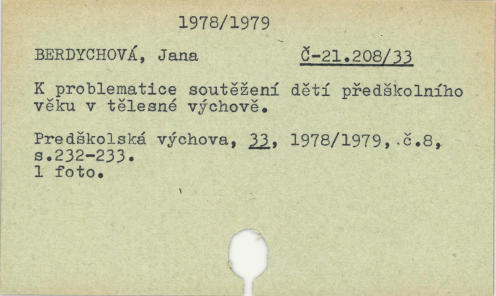 1978/1979
BERDYCHOVÁ, Jana Č-21.208/33
K problematice soutěžení dětí předškolního
věku v tělesné výchově.
Predškolská výchova, 33, 1978/1979, č.8,
s.232-233.
1 foto.